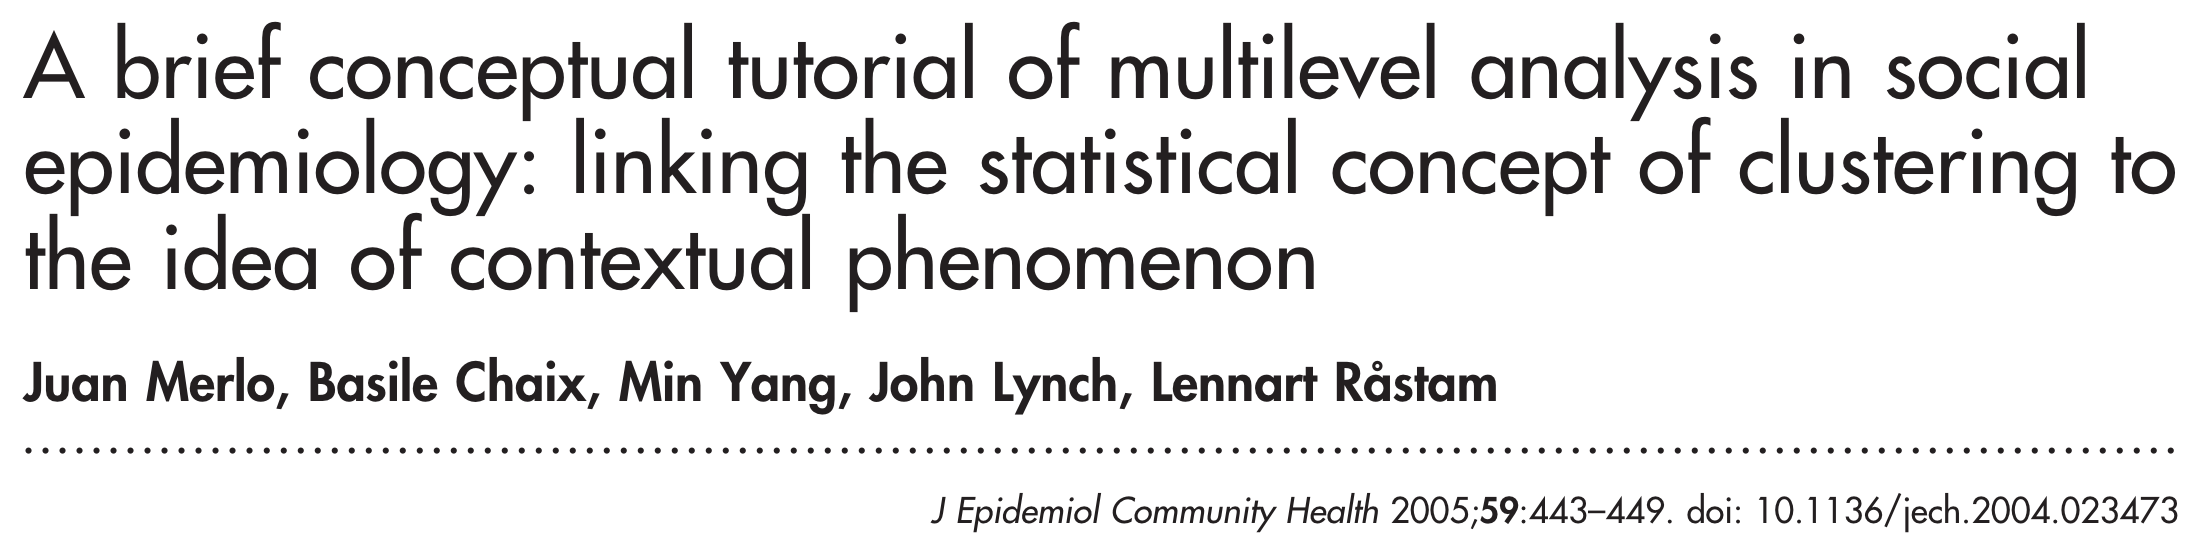 A brief conceptual tutorial of multilevel analysis in social
epidemiology: linking the statistical concept of clustering to
the idea of contextual phenomenon
Juan Merlo, Basile Chaix, Min Yang, John Lynch, Lennart Råstam
J Epidemiol Community Health 2005;59:443–449. doi: 10.1136/jech.2004.023473